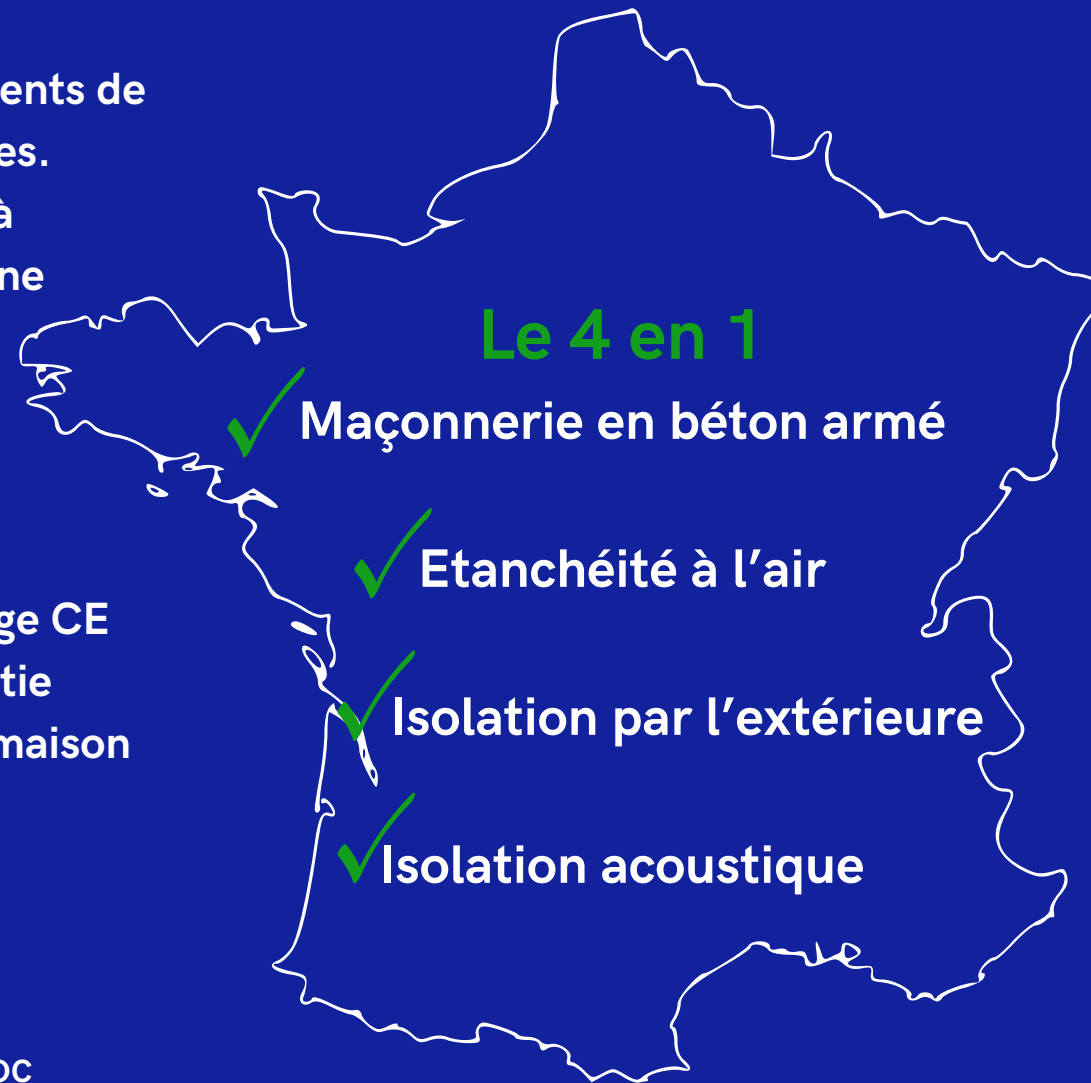 ents de
es.
à
ne
Le 4 en 1
Maçonnerie en béton armé
Etanchéité à l'air
ge CE
tie
maison
Isolation par l'extérieure
Isolation acoustique
oc